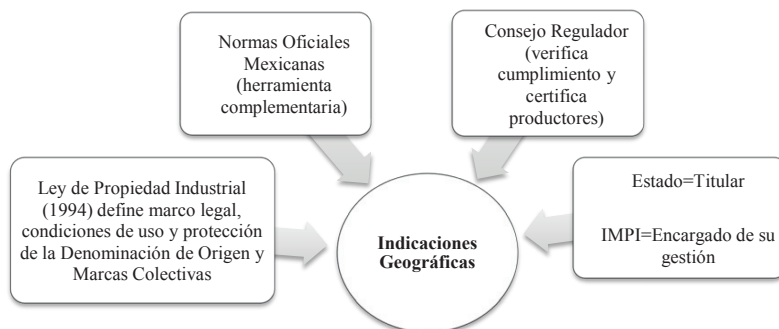 Normas Oficiales
Mexicanas
(herramienta
complementaria)
Consejo Regulador
(verifica
cumplimiento y
certifica
productores)
Ley de Propiedad Industrial
(1994) define marco legal,
condiciones de uso y protección
de la Denominación de Origen y
Marcas Colectivas
Indicaciones
Geográficas
Estado=Titular
IMPI=Encargado de su
gestión